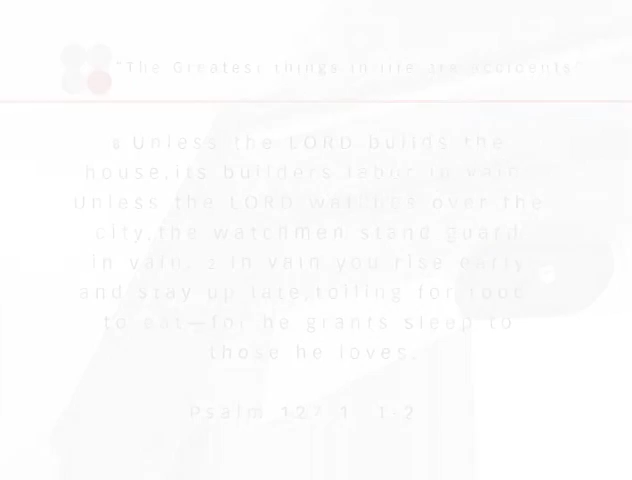 "The Greatest things in life are accidents"
8 Unless the LORD builds the
house,its builders labor in vain.
Unless the LORD watches over the
city,the watchmen stand guard
in vain. 2 In vain you rise early
and stay up late,toiling for food
to eat—for he grants sleep to
those he loves.
Psalm 127 1 1-2